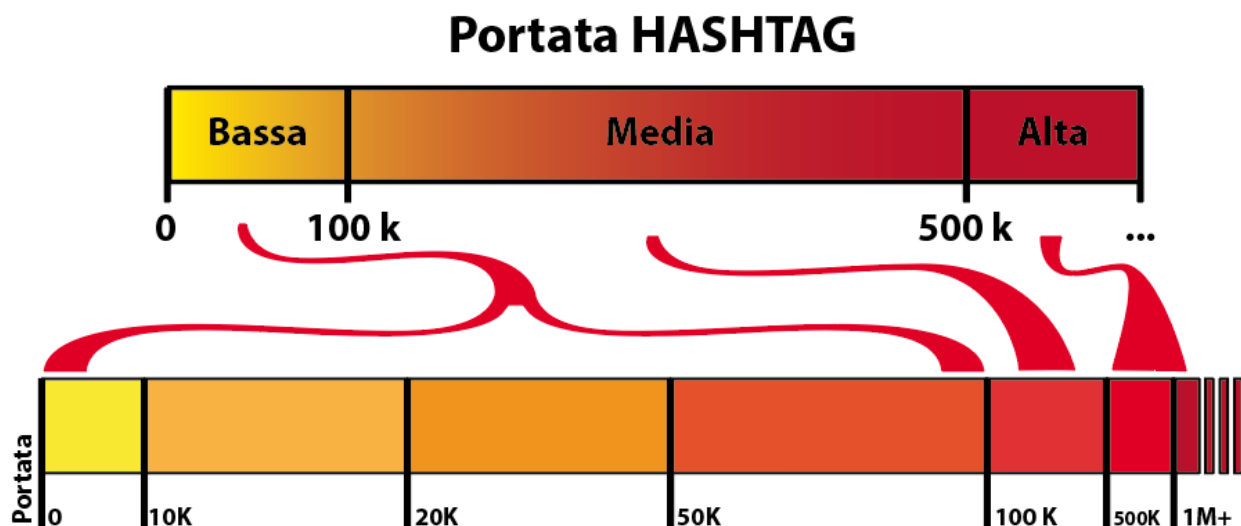 Portata HASHTAG
Bassa Media Alta
0 100 k 500 k ...
Portata
0 10K 20K 50K 100 K 500K 1M+